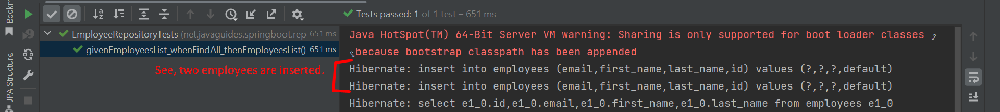 Bookm
JPA Structure
Tests passed: 1 of 1 test – 651 ms
EmployeeRepositoryTests (net.javaguides.springboot.rep 651 ms
givenEmployeesList_whenFindAll_thenEmployeesList() 651 ms
See, two employees are inserted.
Java HotSpot(TM) 64-Bit Server VM warning: Sharing is only supported for boot loader classes
because bootstrap classpath has been appended
Hibernate: insert into employees (email,first_name,last_name,id) values (?,?,?,default)
Hibernate: insert into employees (email,first_name,last_name,id) values (?,?,?,default)
Hibernate: select e1_0.id,e1_0.email,e1_0.first_name,e1_0.last_name from employees e1_0